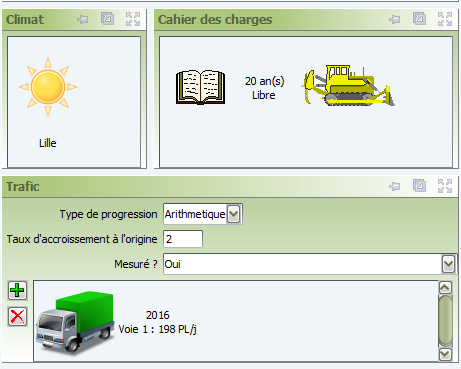 Climat
Lille
Cahier des charges
20 an(s)
Libre
Trafic
Type de progression Arithmetique
Taux d'accroissement à l'origine 2
Mesuré ? Oui
2016
Voie 1 : 198 PL/j